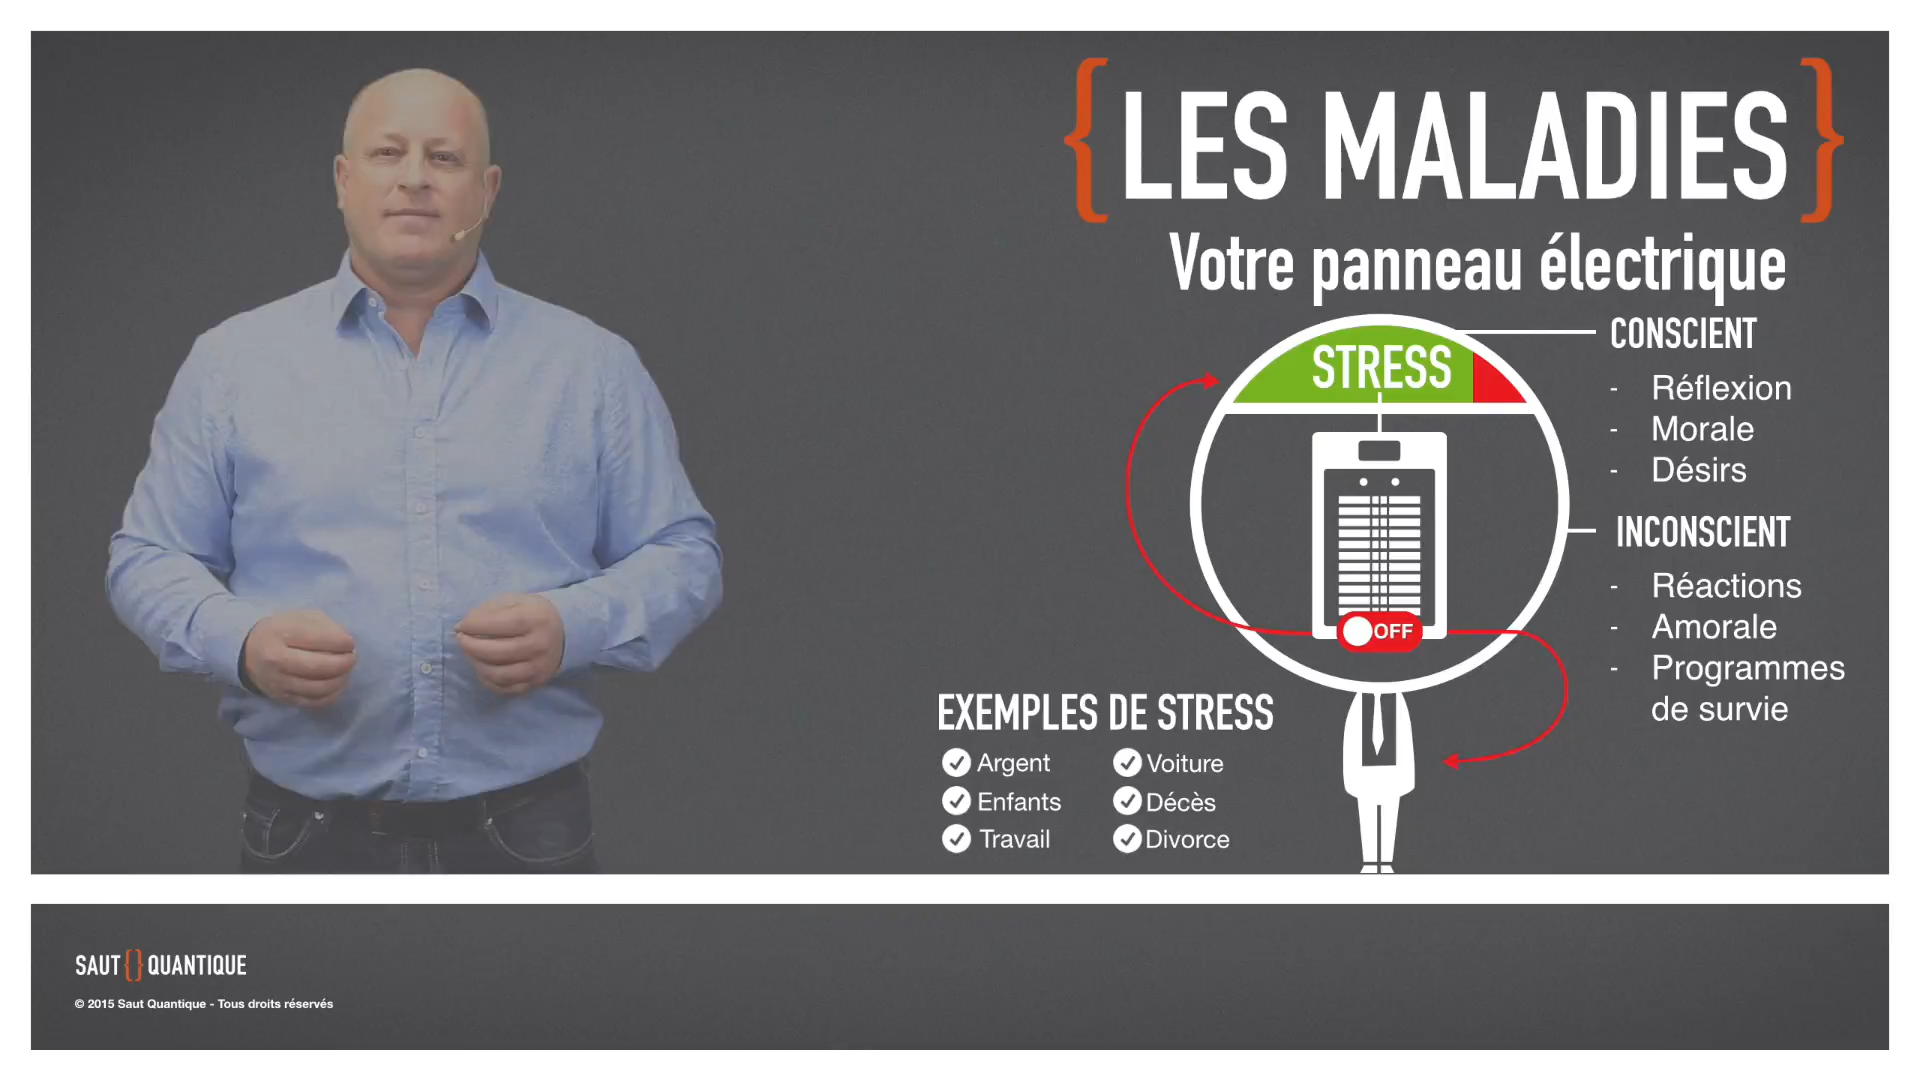 {LES MALADIES}
Votre panneau électrique
STRESS
CONSCIENT
- Réflexion
- Morale
- Désirs
INCONSCIENT
- Réactions
- Amorale
- Programmes
de survie
OFF
EXEMPLES DE STRESS
Argent
Enfants
Travail
Voiture
Décès
Divorce
SAUT{}QUANTIQUE
© 2015 Saut Quantique - Tous droits réservés